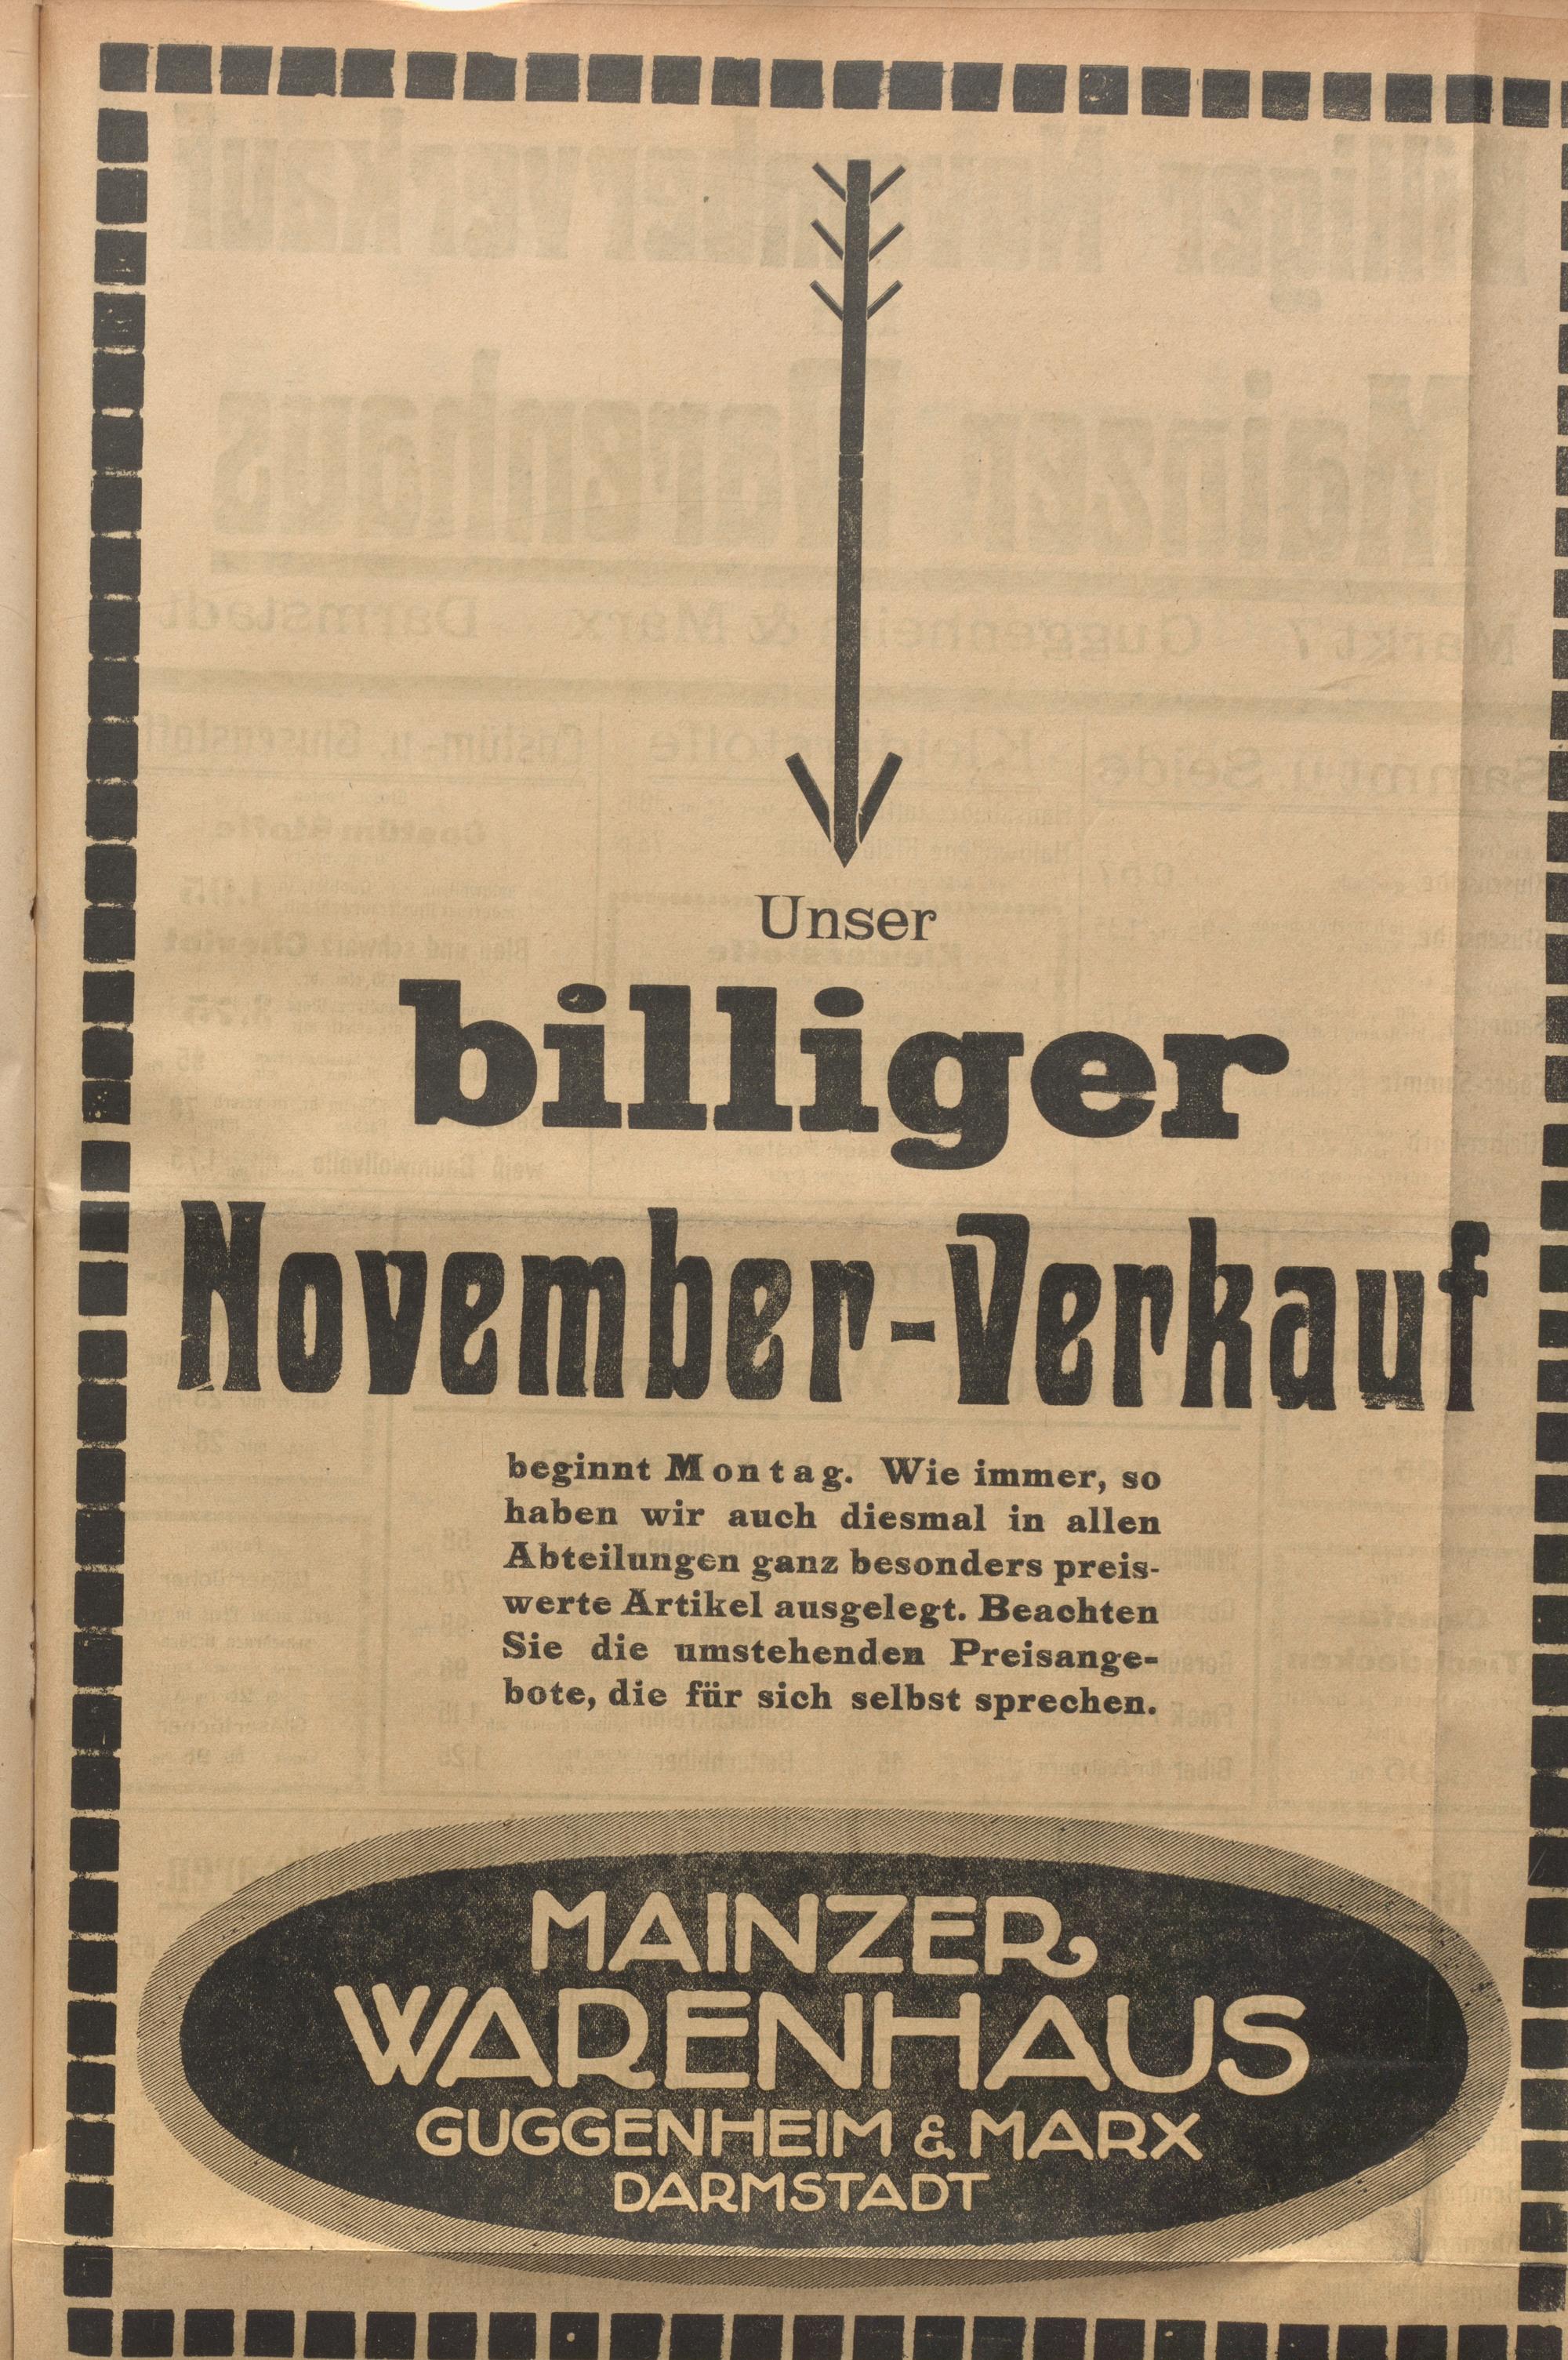 Unser
billiger
November-Verkauf
beginnt Montag. Wie immer, so
haben wir auch diesmal in allen
Abteilungen ganz besonders preis-
werte Artikel ausgelegt. Beachten
Sie die umstehenden Preisange-
bote, die für sich selbst sprechen.
MAINZER
WARENHAUS
GUGGENHEIM & MARX
DARMSTADT